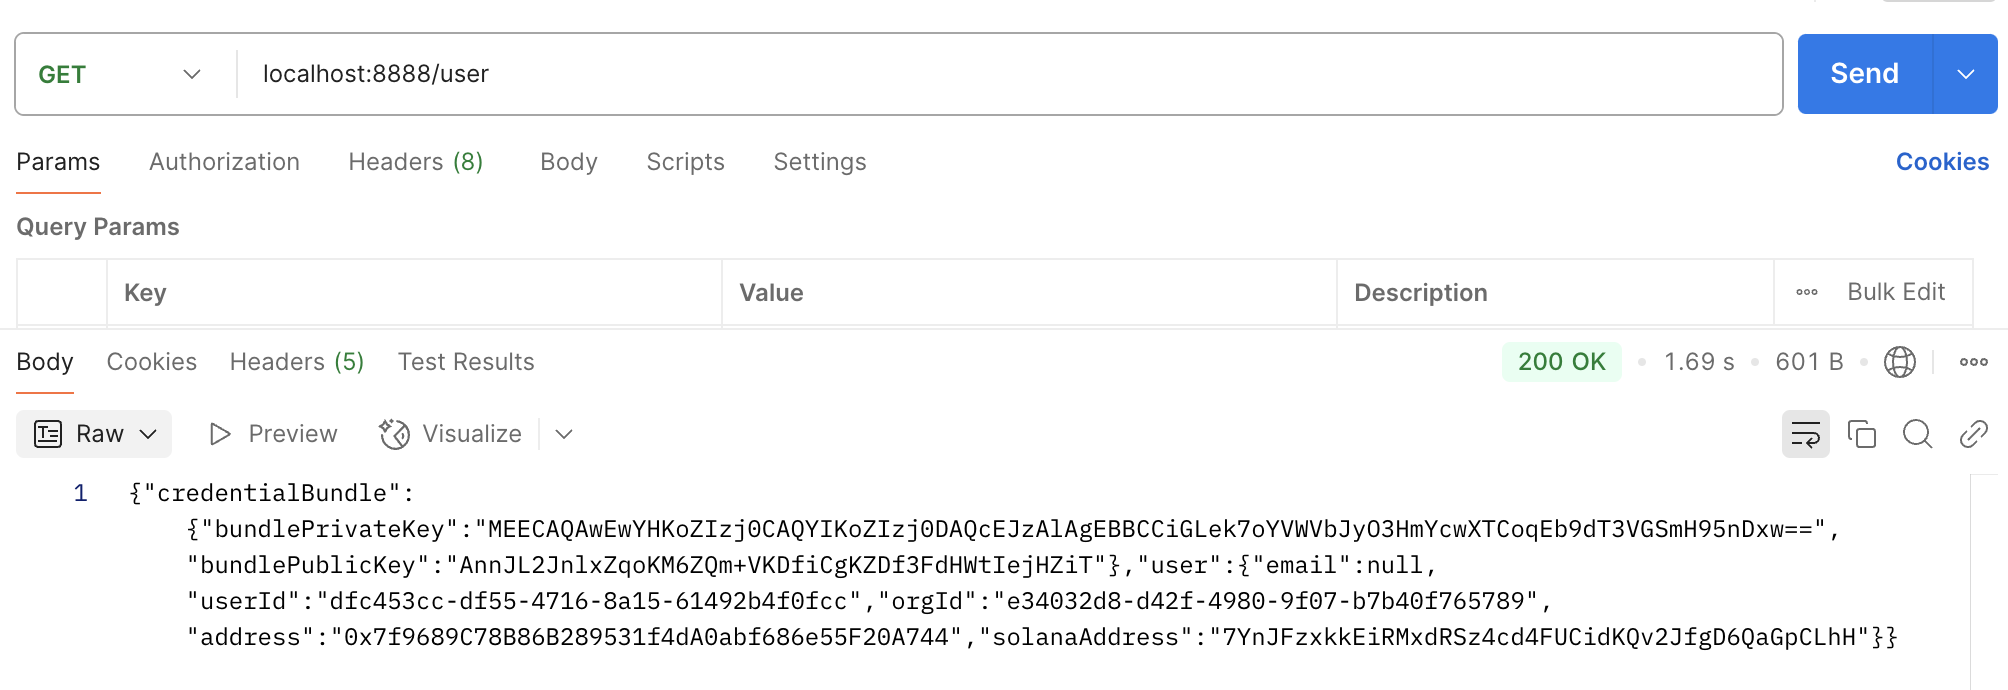 GET
localhost:8888/user
Send
Params Authorization Headers (8) Body Scripts Settings Cookies
Query Params
Key Value Description Bulk Edit
Body Cookies Headers (5) Test Results 200 OK • 1.69 s • 601 B •
Raw Preview Visualize
1 {"credentialBundle":
{"bundlePrivateKey":"MEECAQAwEwYHKoZIzj0CAQYIKoZIzj0DAQcEJzAlAgEBBCCiGLek7oYVWVbJyO3HmYcwXTCoqEb9dT3VGSmH95nDxw==",
"bundlePublicKey":"AnnJL2JnlxZqoKM6ZQm+VKDfiCgKZDf3FdHWtIejHZiT"},"user":{"email":null,
"userId":"dfc453cc-df55-4716-8a15-61492b4f0fcc","orgId":"e34032d8-d42f-4980-9f07-b7b40f765789",
"address":"0x7f9689C78B86B289531f4dA0abf686e55F20A744","solanaAddress":"7YnJFzxkkEiRMxdRSz4cd4FUCidKQv2JfgD6QaGpCLhH"}}